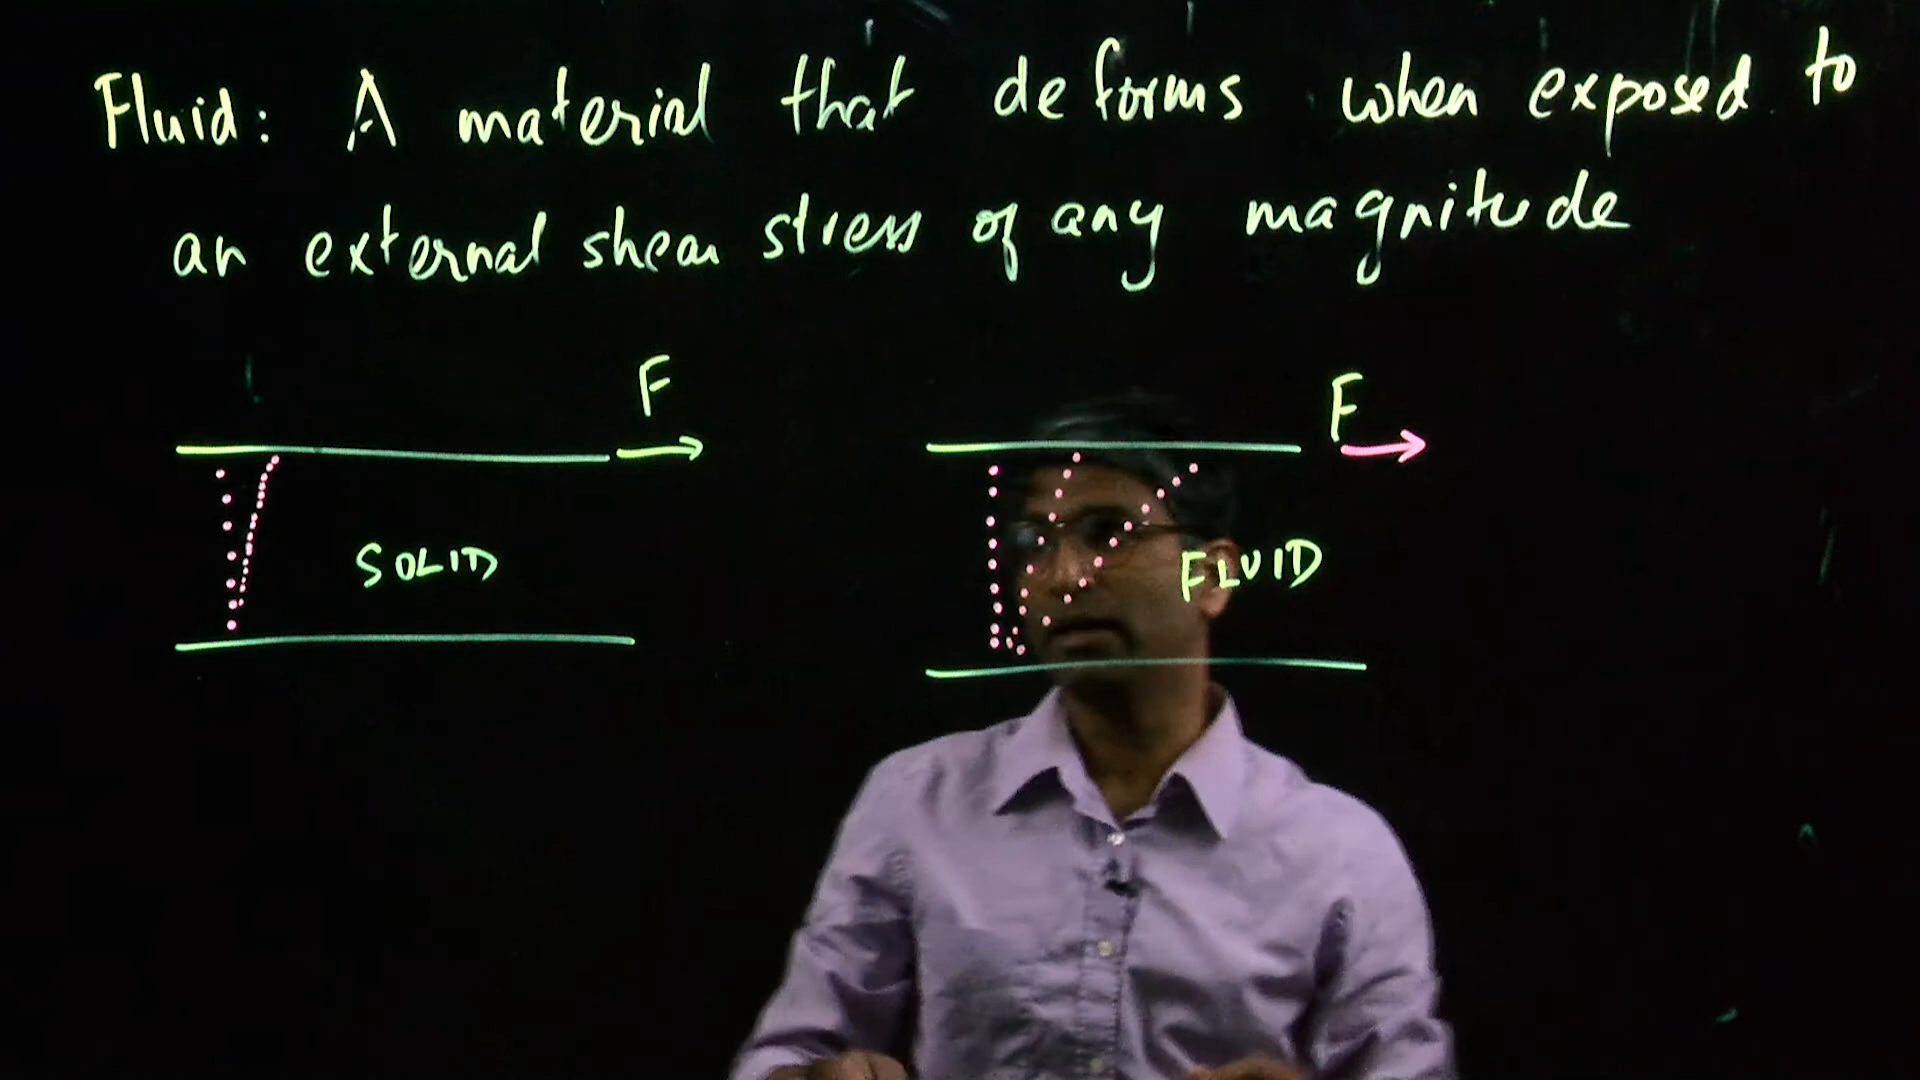 Fluid: A material that deforms when exposed to
an external shear stress of any magnitude
F
F
SOLID
FLUID